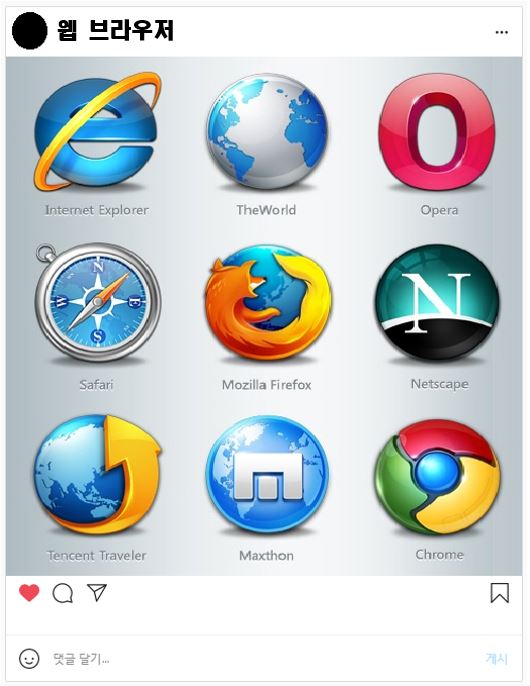 웹 브라우저
Internet Explorer
TheWorld
Opera
N
W
E
S
Safari
Mozilla Firefox
N
Netscape
Tencent Traveler
Maxthon
Chrome
댓글 달기...
게시